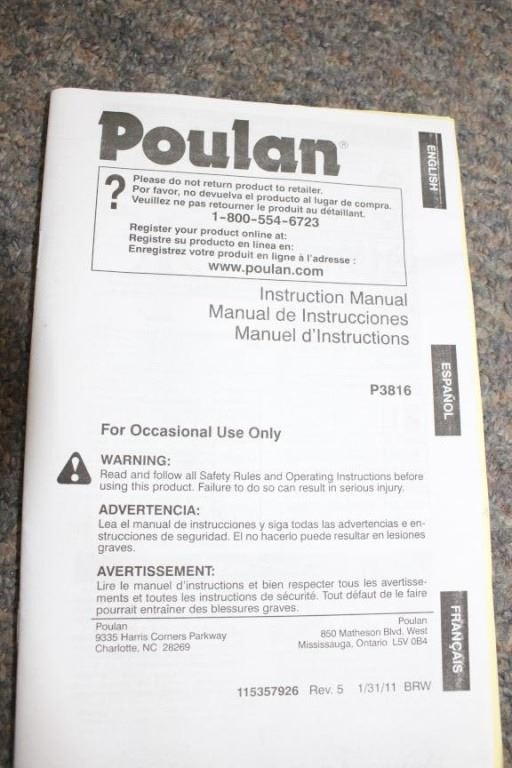 Poulan®
ENGLISH
?
Please do not return product to retailer.
Por favor, no devuelva el producto al lugar de compra.
Veuillez ne pas retourner le produit au détaillant.
1-800-554-6723
Register your product online at:
Registre su producto en linea en:
Enregistrez votre produit en ligne à l'adresse :
www.poulan.com
Instruction Manual
Manual de Instrucciones
Manuel d'Instructions
ESPAÑOL
P3816
For Occasional Use Only
WARNING:
Read and follow all Safety Rules and Operating Instructions before
using this product. Failure to do so can result in serious injury.
ADVERTENCIA:
Lea el manual de instrucciones y siga todas las advertencias e en-
strucciones de seguridad. El no hacerlo puede resultar en lesiones
graves.
AVERTISSEMENT:
Lire le manuel d'instructions et bien respecter tous les avertisse-
ments et toutes les instructions de sécurité. Tout défaut de le faire
pourrait entraîner des blessures graves.
FRANÇAIS
Poulan
9335 Harris Corners Parkway
Charlotte, NC 28269
Poulan
850 Matheson Blvd. West
Mississauga, Ontario L5V 0B4
115357926 Rev. 5 1/31/11 BRW